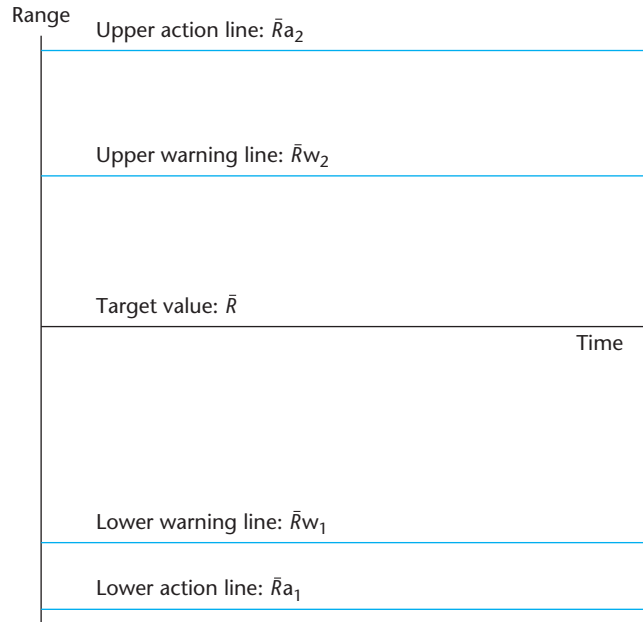 Range
Upper action line: R̄a₂
Upper warning line: R̄w₂
Target value: R̄
Time
Lower warning line: R̄w₁
Lower action line: R̄a₁